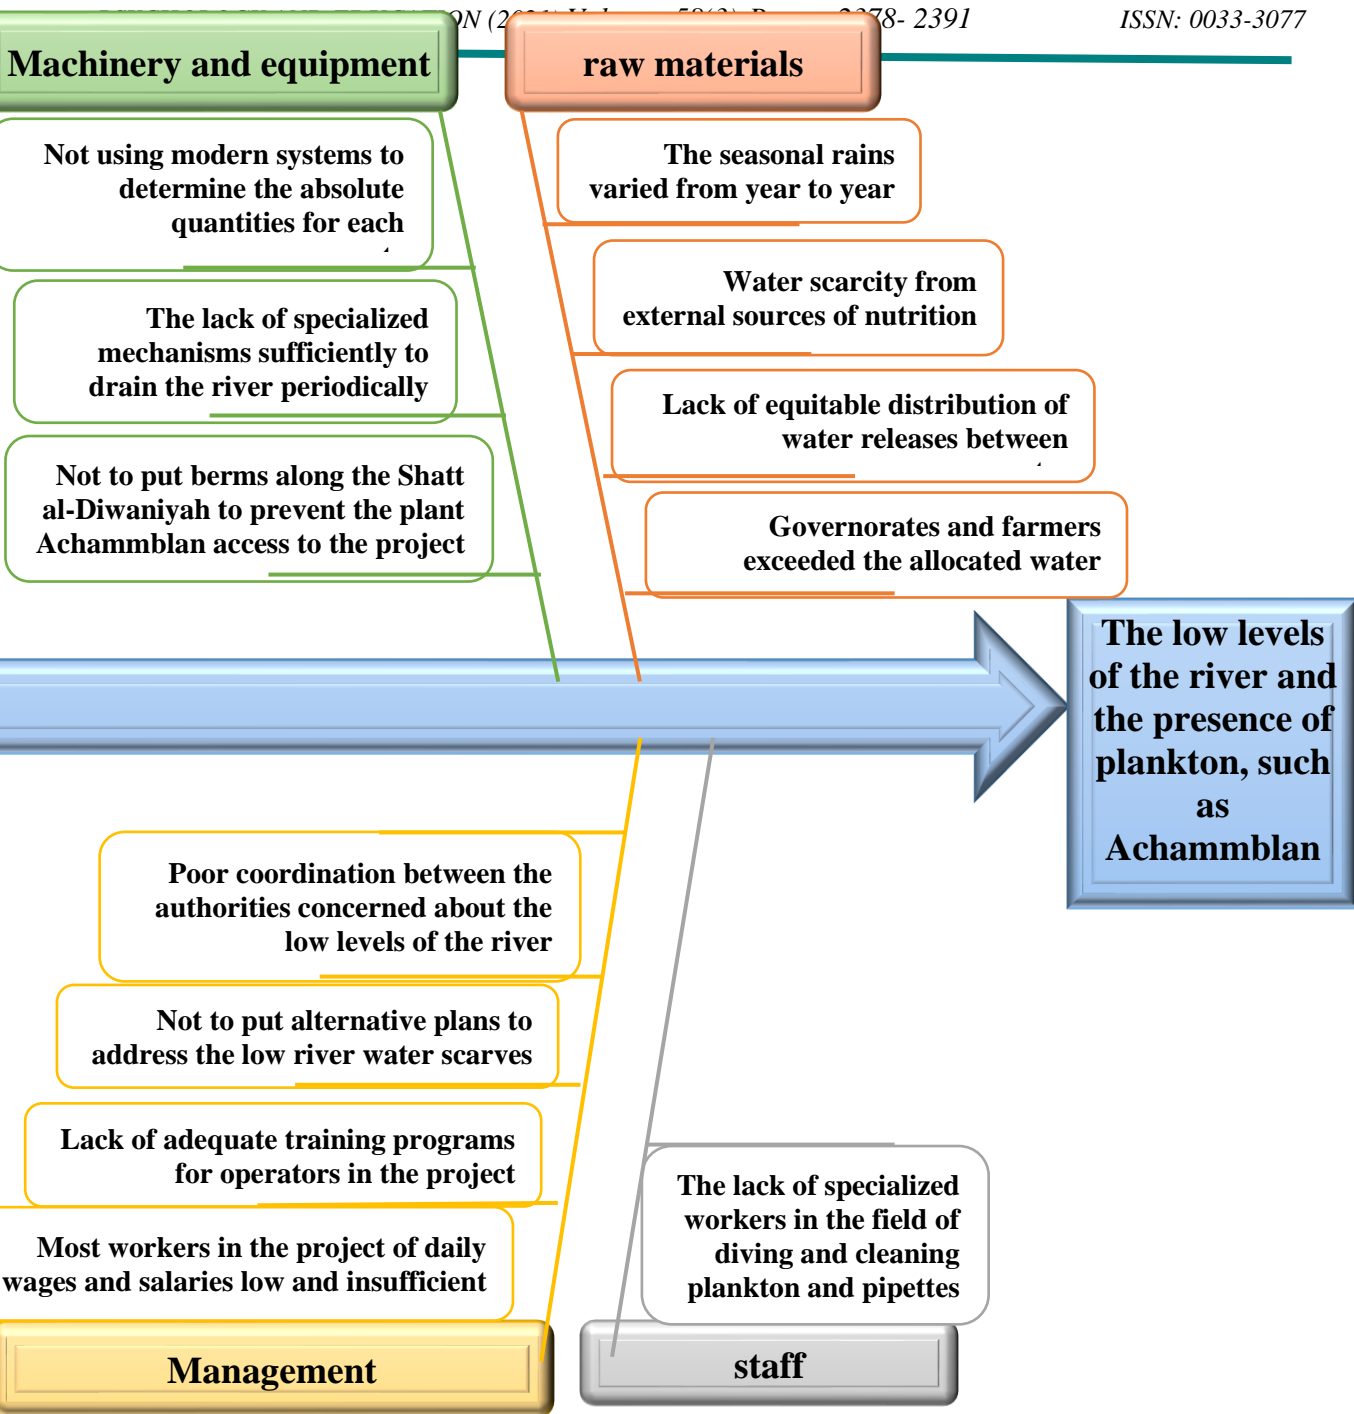 N (2
58(3)
78- 2391
ISSN: 0033-3077
Machinery and equipment
raw materials
Not using modern systems to
determine the absolute
quantities for each
The lack of specialized
mechanisms sufficiently to
drain the river periodically
Not to put berms along the Shatt
al-Diwaniyah to prevent the plant
Achammblan access to the project
The seasonal rains
varied from year to year
Water scarcity from
external sources of nutrition
Lack of equitable distribution of
water releases between
Governorates and farmers
exceeded the allocated water
The low levels
of the river and
the presence of
plankton, such
as
Achammblan
Poor coordination between the
authorities concerned about the
low levels of the river
Not to put alternative plans to
address the low river water scarves
Lack of adequate training programs
for operators in the project
Most workers in the project of daily
wages and salaries low and insufficient
The lack of specialized
workers in the field of
diving and cleaning
plankton and pipettes
Management
staff